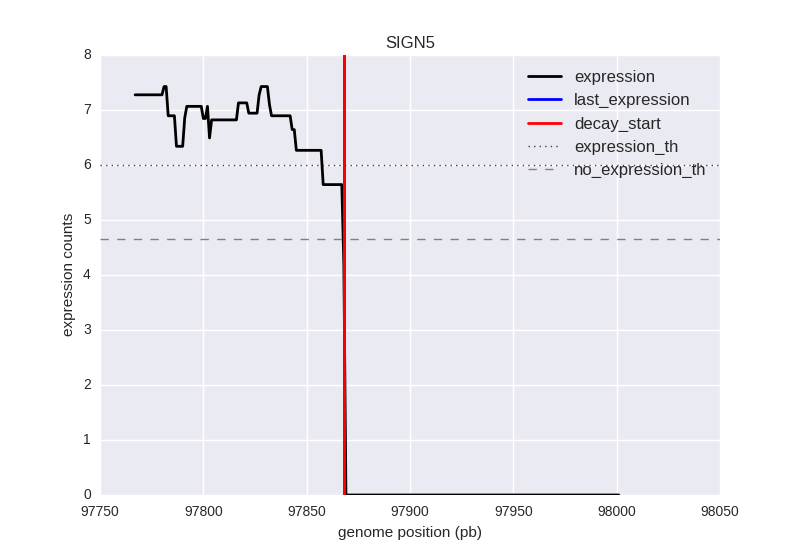 SIGN5
8
7
6
5
4
3
2
1
0
expression counts
expression
last_expression
decay_start
expression_th
no_expression_th
97750 97800 97850 97900 97950 98000 98050
genome position (pb)